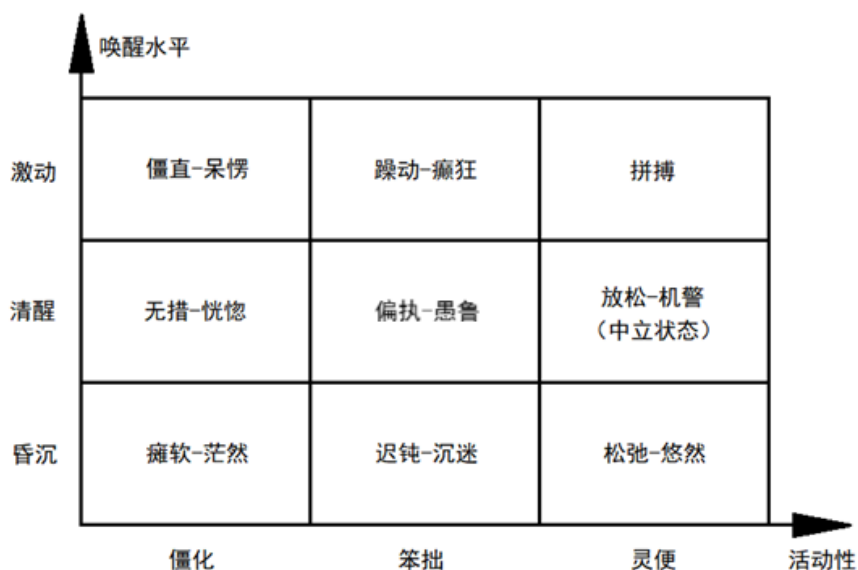 唤醒水平
激动
僵直-呆愣
躁动-癫狂
拼搏
清醒
无措-恍惚
偏执-愚鲁
放松-机警
（中立状态）
昏沉
瘫软-茫然
迟钝-沉迷
松弛-悠然
僵化
笨拙
灵便
活动性